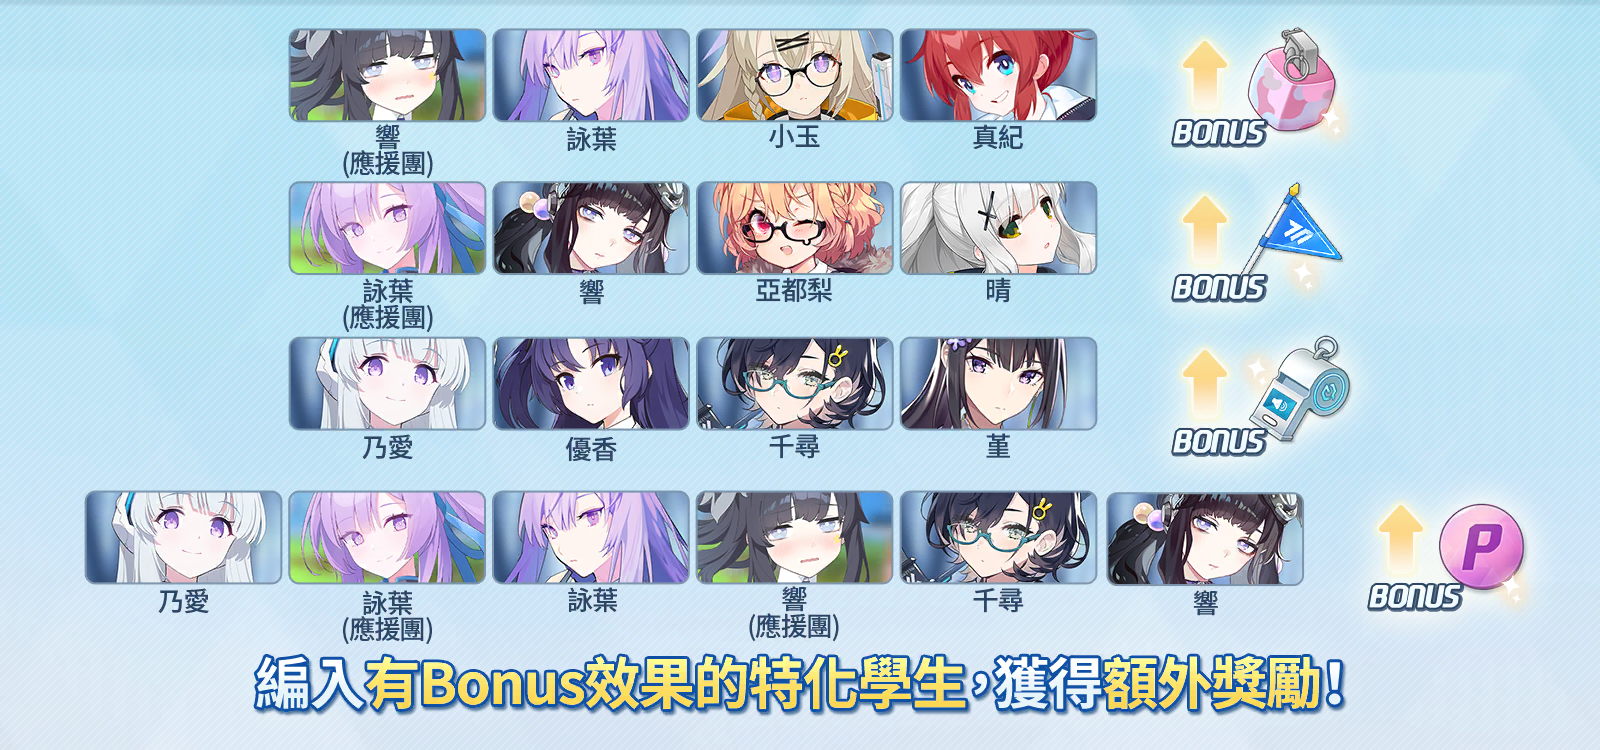 響
(應援團)
詠葉
小玉
真紀
BONUS
詠葉
(應援團)
響
亞都梨
晴
BONUS
乃愛
優香
千尋
堇
BONUS
乃愛
詠葉
(應援團)
詠葉
響
(應援團)
千尋
響
P
BONUS
編入有Bonus效果的特化學生,獲得額外獎勵!